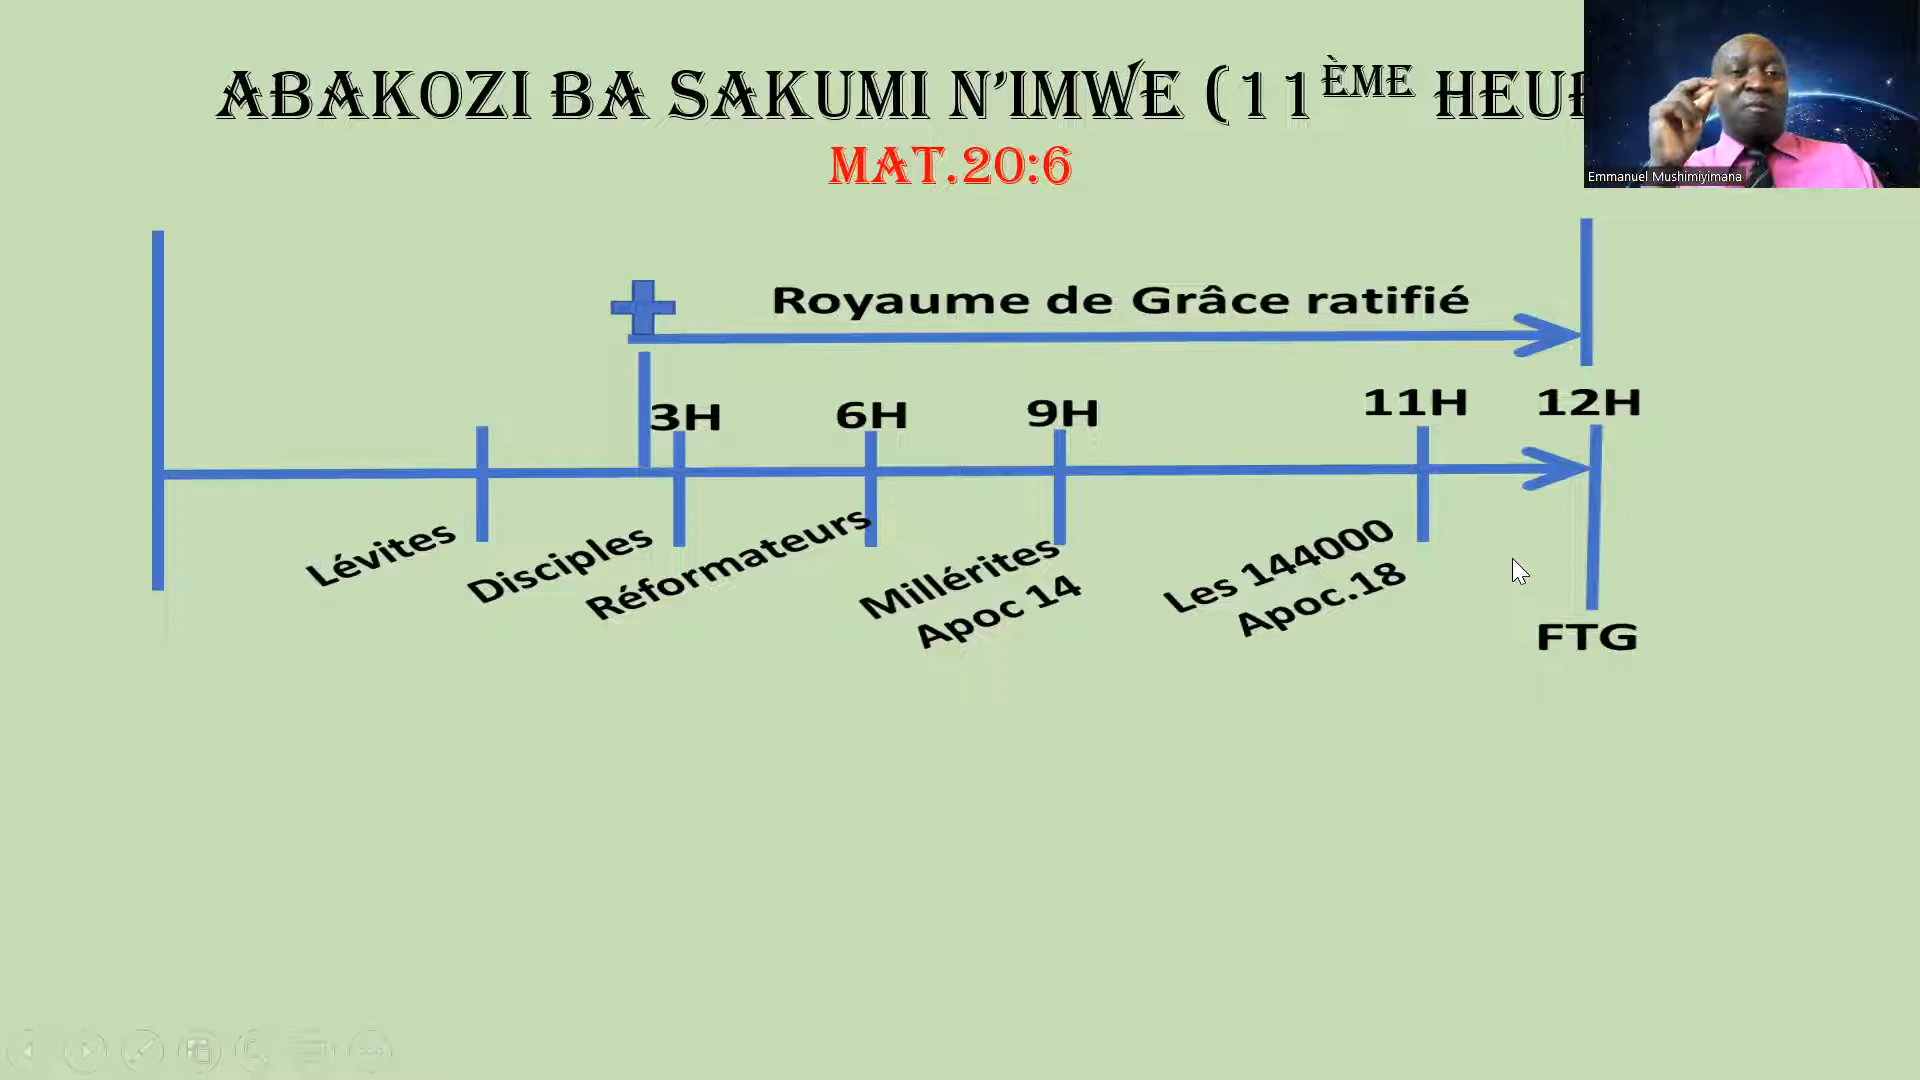 ABAKOZI BA SAKUMI N'IMWE (11ÈME HEUR
MAT.20:6
Emmanuel Mushimiyimana
Royaume de Grâce ratifié
3H
6H
9H
11H
12H
Lévites
Disciples
Réformateurs
Millérites
Apoc 14
Les 144000
Apoc.18
FTG